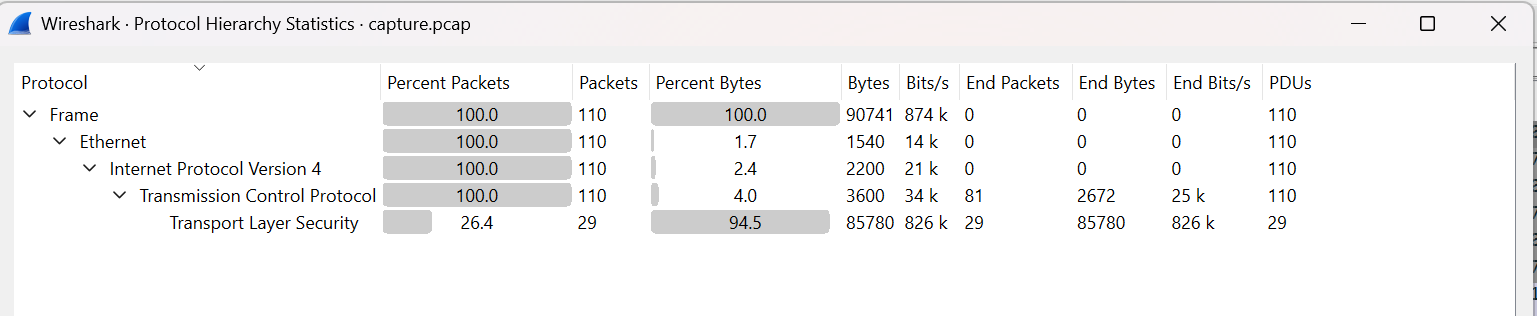 Wireshark · Protocol Hierarchy Statistics · capture.pcap
Protocol Percent Packets Packets Percent Bytes Bytes Bits/s End Packets End Bytes End Bits/s PDUs
Frame 100.0 110 100.0 90741 874 k 0 0 0 110
Ethernet 100.0 110 1.7 1540 14 k 0 0 0 110
Internet Protocol Version 4 100.0 110 2.4 2200 21 k 0 0 0 110
Transmission Control Protocol 100.0 110 4.0 3600 34 k 81 2672 25 k 110
Transport Layer Security 26.4 29 94.5 85780 826 k 29 85780 826 k 29